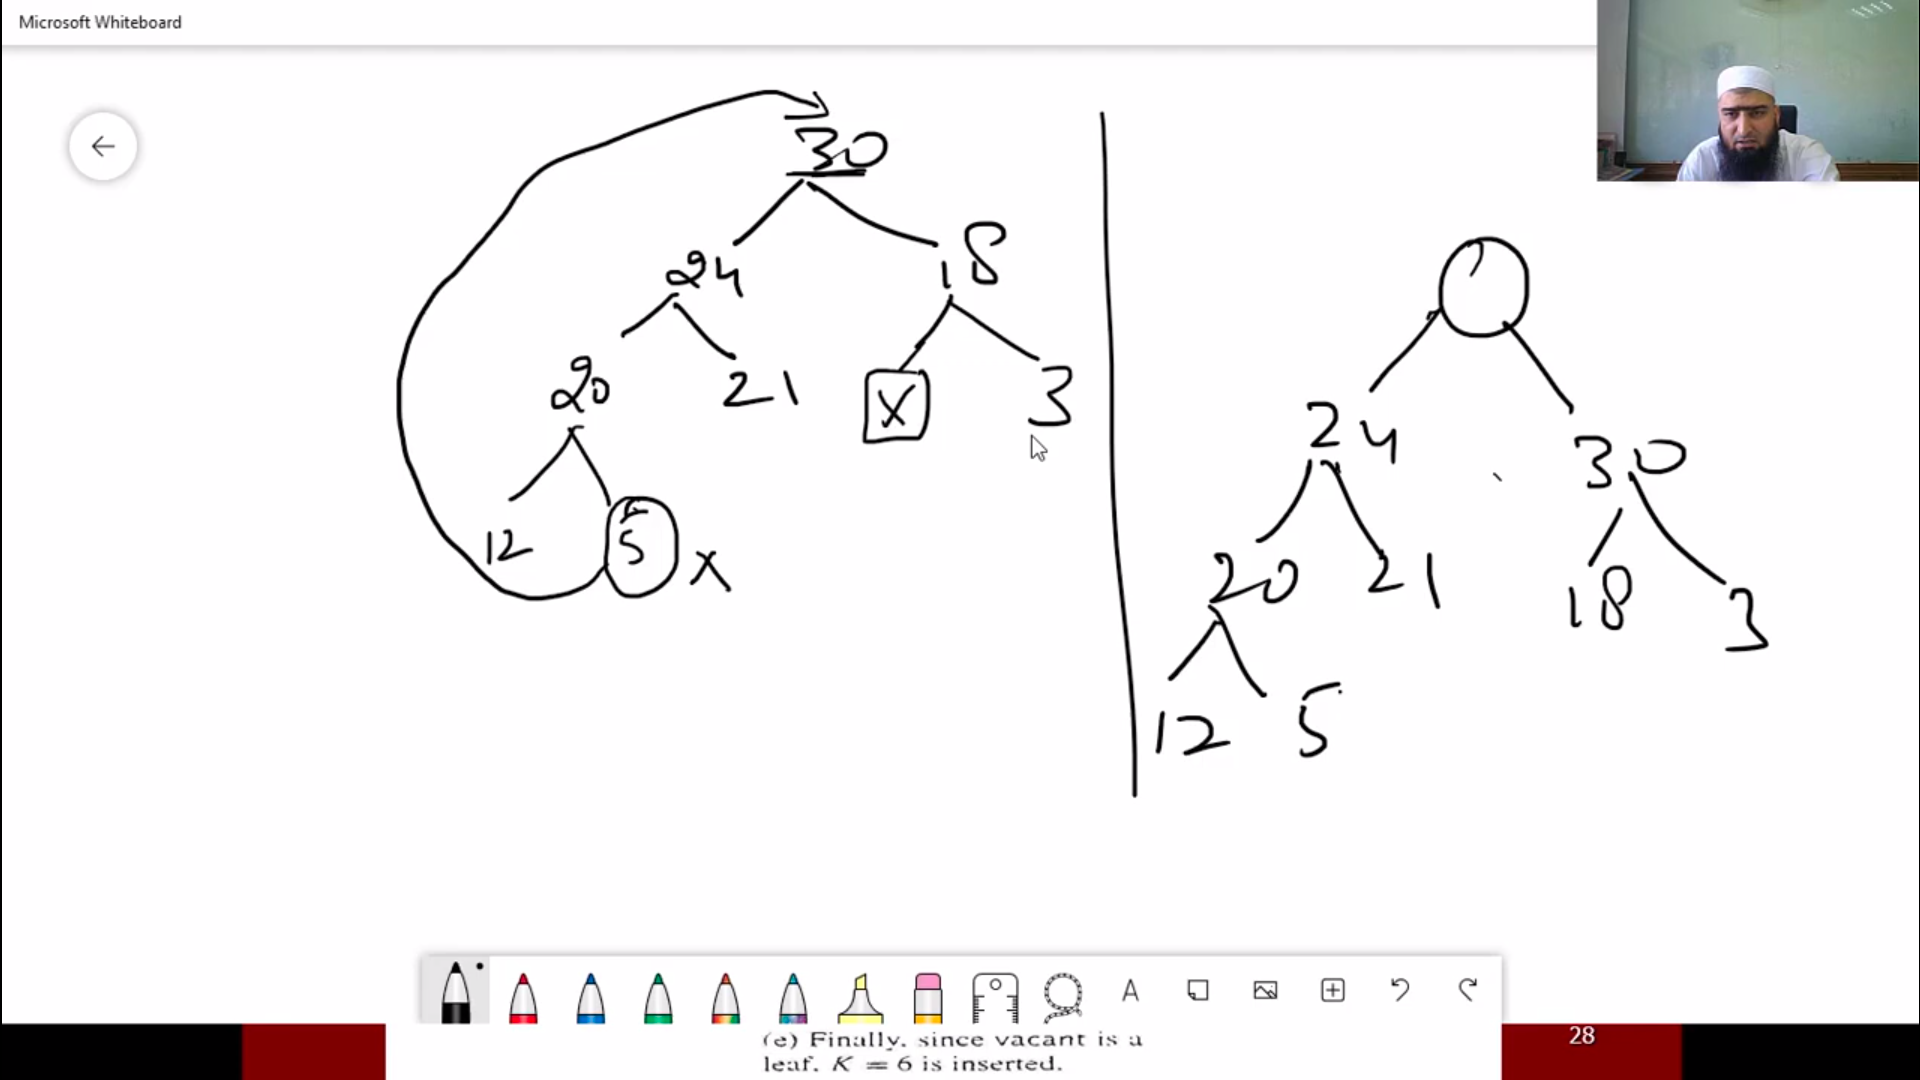 Microsoft Whiteboard
30
24 18
20 21 X 3
12 5 X
24 30
20 21 18 3
12 5
A
(e) Finally, since vacant is a
leaf, K = 6 is inserted.
28